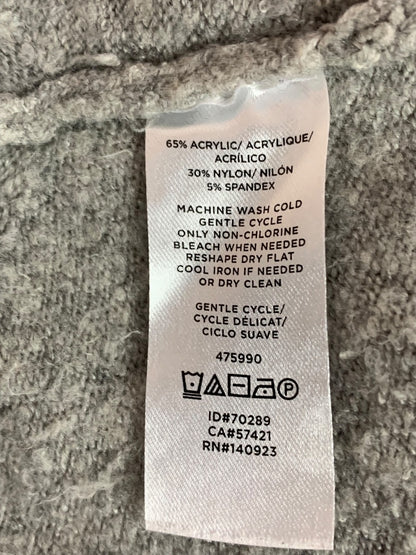 65% ACRYLIC/ ACRYLIQUE/
ACRÍLICO
30% NYLON/ NILÓN
5% SPANDEX
MACHINE WASH COLD
GENTLE CYCLE
ONLY NON-CHLORINE
BLEACH WHEN NEEDED
RESHAPE DRY FLAT
COOL IRON IF NEEDED
OR DRY CLEAN
GENTLE CYCLE/
CYCLE DÉLICAT/
CICLO SUAVE
475990
P
ID#70289
CA#57421
RN#140923